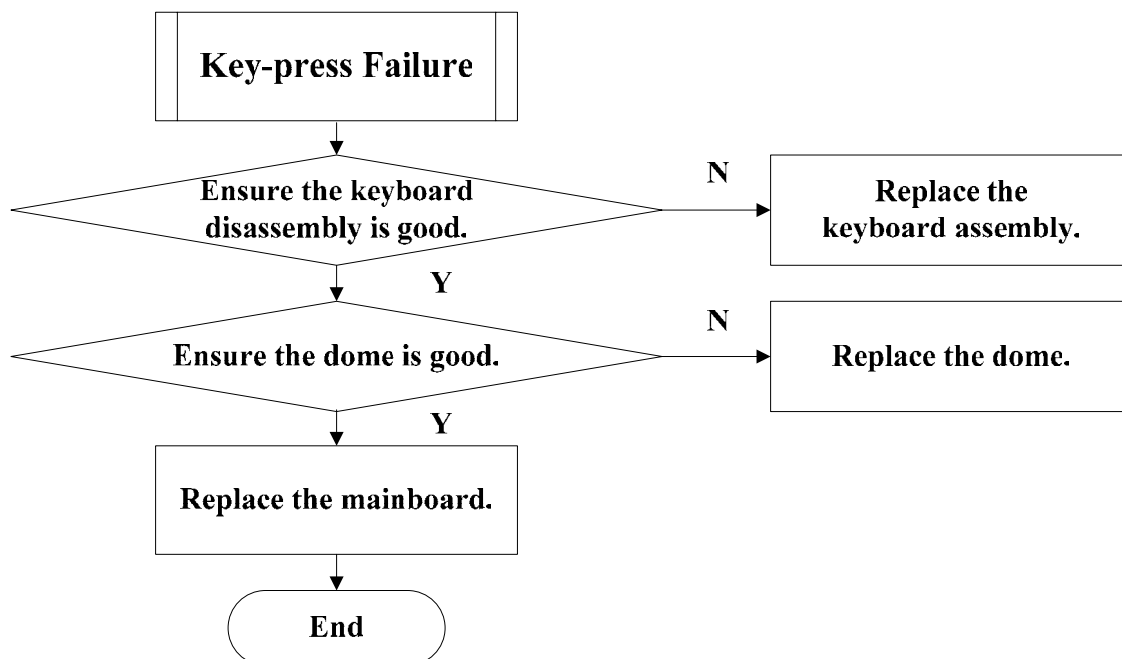 Key-press Failure
Ensure the keyboard
disassembly is good.
N
Replace the
keyboard assembly.
Y
Ensure the dome is good.
N
Replace the dome.
Y
Replace the mainboard.
End